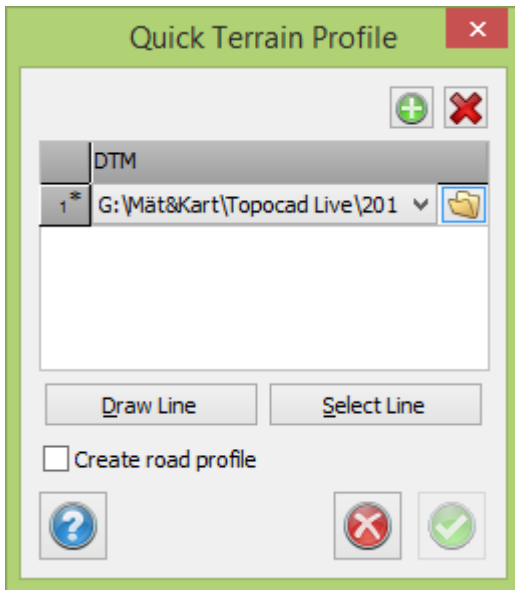 Quick Terrain Profile
DTM
1* G:\Mät&Kart\Topocad Live\201
Draw Line Select Line
Create road profile